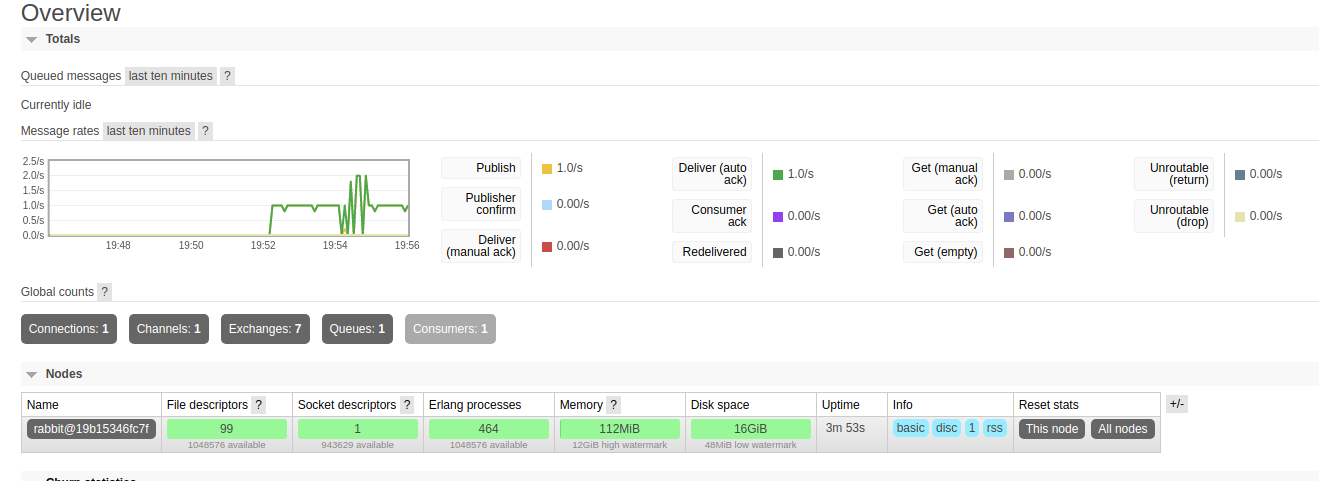 Overview
Totals
Queued messages last ten minutes ?
Currently idle
Message rates last ten minutes ?
2.5/s
2.0/s
1.5/s
1.0/s
0.5/s
0.0/s
19:48 19:50 19:52 19:54 19:56
Publish 1.0/s
Publisher
confirm 0.00/s
Deliver
(manual ack) 0.00/s
Deliver (auto
ack) 1.0/s
Consumer
ack 0.00/s
Redelivered 0.00/s
Get (manual
ack) 0.00/s
Get (auto
ack) 0.00/s
Get (empty) 0.00/s
Unroutable
(return) 0.00/s
Unroutable
(drop) 0.00/s
Global counts ?
Connections: 1 Channels: 1 Exchanges: 7 Queues: 1 Consumers: 1
Nodes
Name File descriptors ? Socket descriptors ? Erlang processes Memory ? Disk space Uptime Info Reset stats +/-
rabbit@19b15346fc7f 99 1 464 112MiB 16GiB 3m 53s basic disc 1 rss This node All nodes
1048576 available 943629 available 1048576 available 12GiB high watermark 48MiB low watermark
Churn statistics